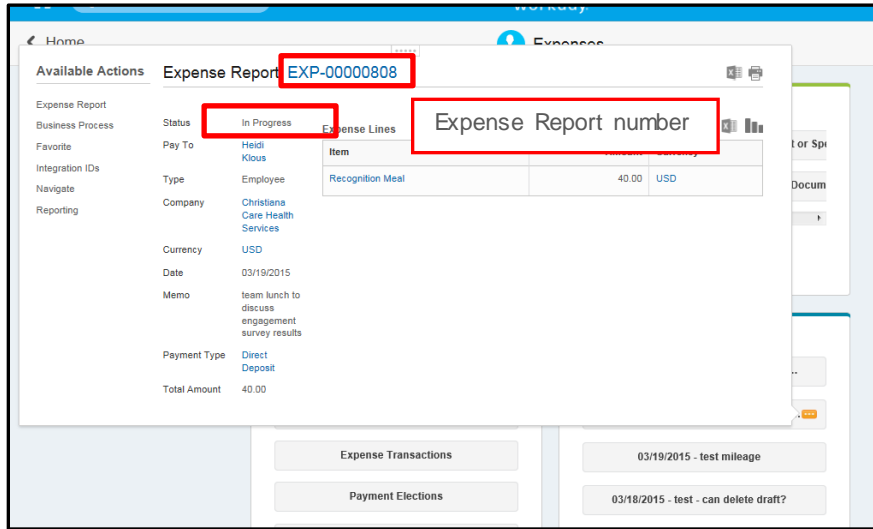 workday.
Home
Expenses
Available Actions
Expense Report EXP-00000808
Expense Report
Business Process
Favorite
Integration IDs
Navigate
Reporting
Status In Progress
Pay To Heidi
Klous
Type Employee
Company Christiana
Care Health
Services
Currency USD
Date 03/19/2015
Memo team lunch to
discuss
engagement
survey results
Payment Type Direct
Deposit
Total Amount 40.00
Expense Lines
Expense Report number
Item Amount Currency
Recognition Meal 40.00 USD
t or Spe
Docum
...
Expense Transactions
03/19/2015 - test mileage
Payment Elections
03/18/2015 - test - can delete draft?